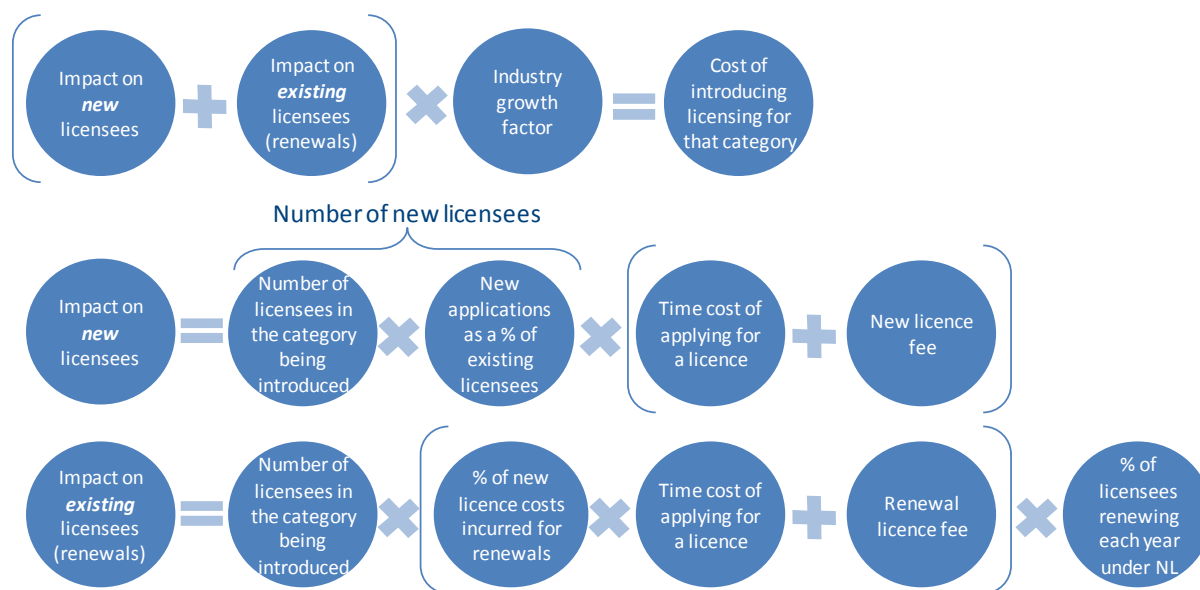 Impact on
new
licensees
Impact on
existing
licensees
(renewals)
Industry
growth
factor
Cost of
introducing
licensing for
that category
Number of new licensees
Impact on
new
licensees
Number of
licensees in
the category
being
introduced
New
applications
as a % of
existing
licensees
Time cost of
applying for
a licence
New licence
fee
Impact on
existing
licensees
(renewals)
Number of
licensees in
the category
being
introduced
% of new
licence costs
incurred for
renewals
Time cost of
applying for
a licence
Renewal
licence fee
% of
licensees
renewing
each year
under NL